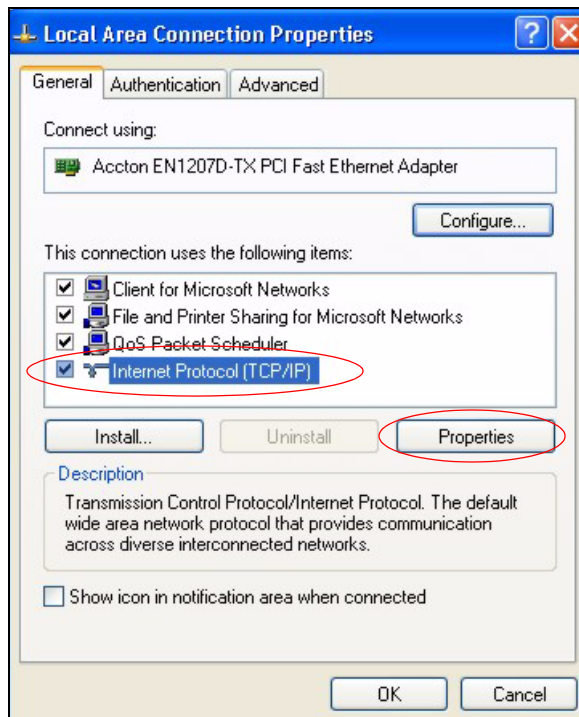 Local Area Connection Properties
General Authentication Advanced
Connect using:
Accton EN1207D-TX PCI Fast Ethernet Adapter
Configure...
This connection uses the following items:
Client for Microsoft Networks
File and Printer Sharing for Microsoft Networks
QoS Packet Scheduler
Internet Protocol (TCP/IP)
Install... Uninstall Properties
Description
Transmission Control Protocol/Internet Protocol. The default
wide area network protocol that provides communication
across diverse interconnected networks.
Show icon in notification area when connected
OK Cancel